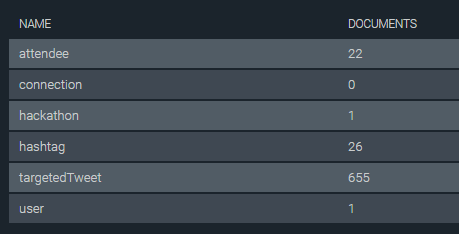 NAME DOCUMENTS
attendee 22
connection 0
hackathon 1
hashtag 26
targetedTweet 655
user 1